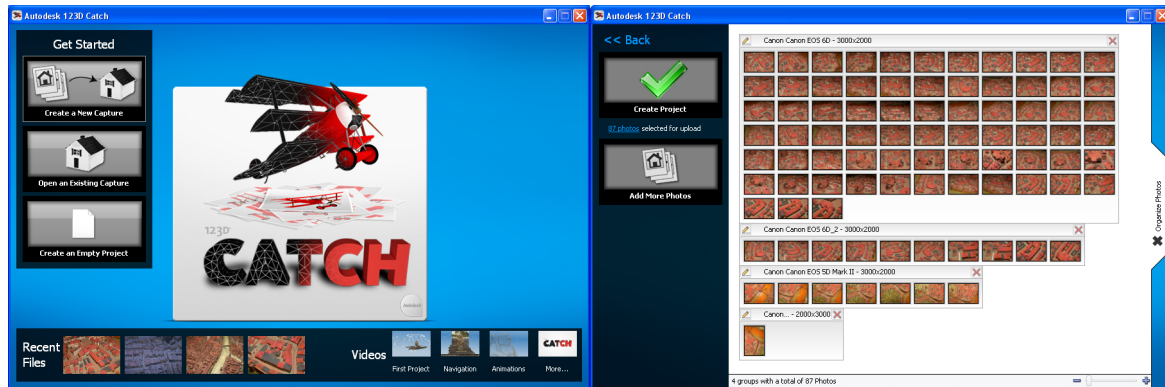 Autodesk 123D Catch
Get Started
Create a New Capture
Open an Existing Capture
Create an Empty Project
123D
CATCH
Autodesk
Recent
Files
Videos
First Project
Navigation
Animations
CATCH
More...
Autodesk 123D Catch
<< Back
Create Project
87 photos selected for upload
Add More Photos
Canon Canon EOS 6D - 3000x2000
Canon Canon EOS 6D_2 - 3000x2000
Canon Canon EOS 5D Mark II - 3000x2000
Canon... - 2000x3000
Organize Photos
4 groups with a total of 87 Photos